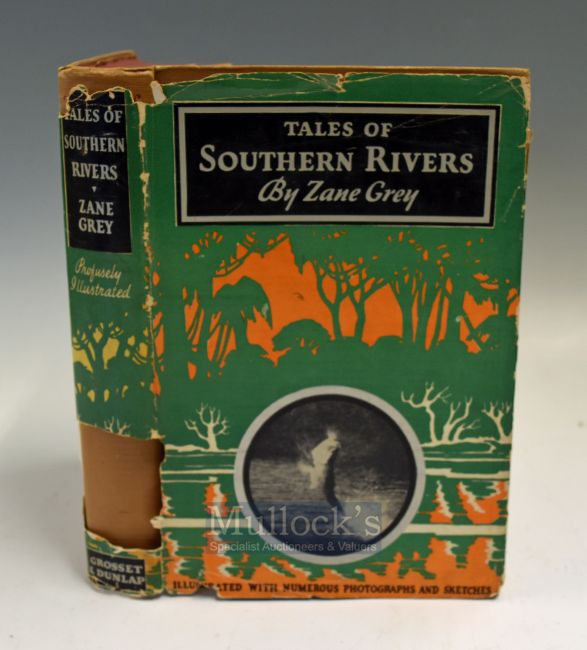 TALES OF
SOUTHERN
RIVERS
ZANE
GREY
Profusely
Illustrated
GROSSET
& DUNLAP
TALES OF
SOUTHERN RIVERS
By Zane Grey
Mullock's
Specialist Auctioneers & Valuers
ILLUSTRATED WITH NUMEROUS PHOTOGRAPHS AND SKETCHES